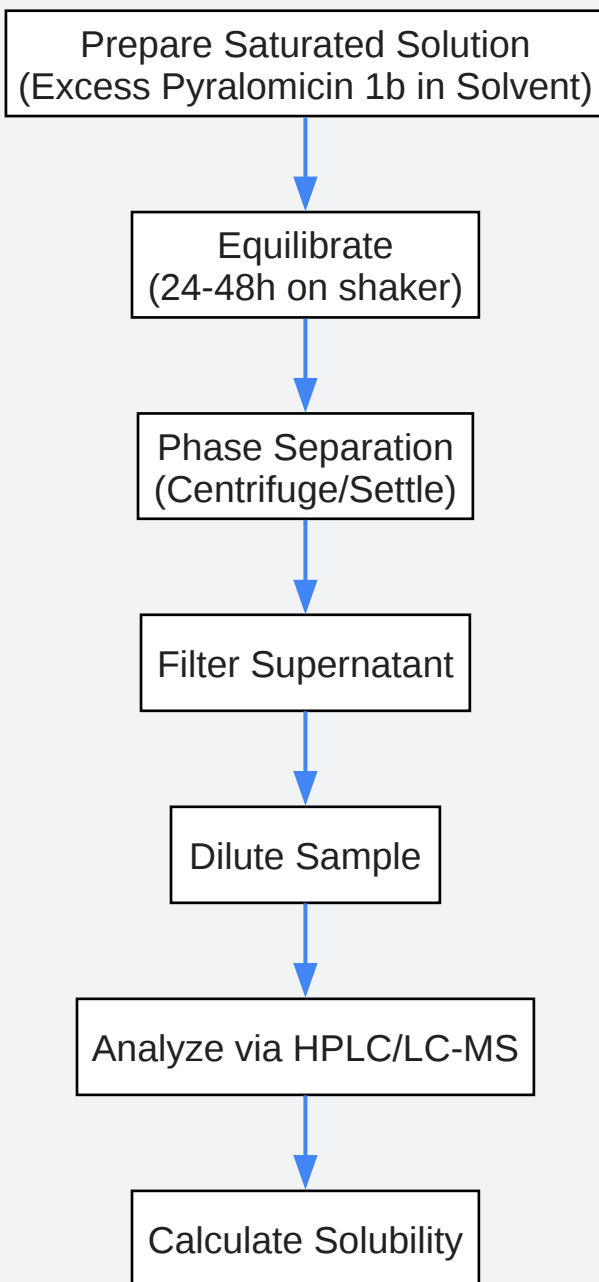 Prepare Saturated Solution
(Excess Pyralomicin 1b in Solvent)
Equilibrate
(24-48h on shaker)
Phase Separation
(Centrifuge/Settle)
Filter Supernatant
Dilute Sample
Analyze via HPLC/LC-MS
Calculate Solubility